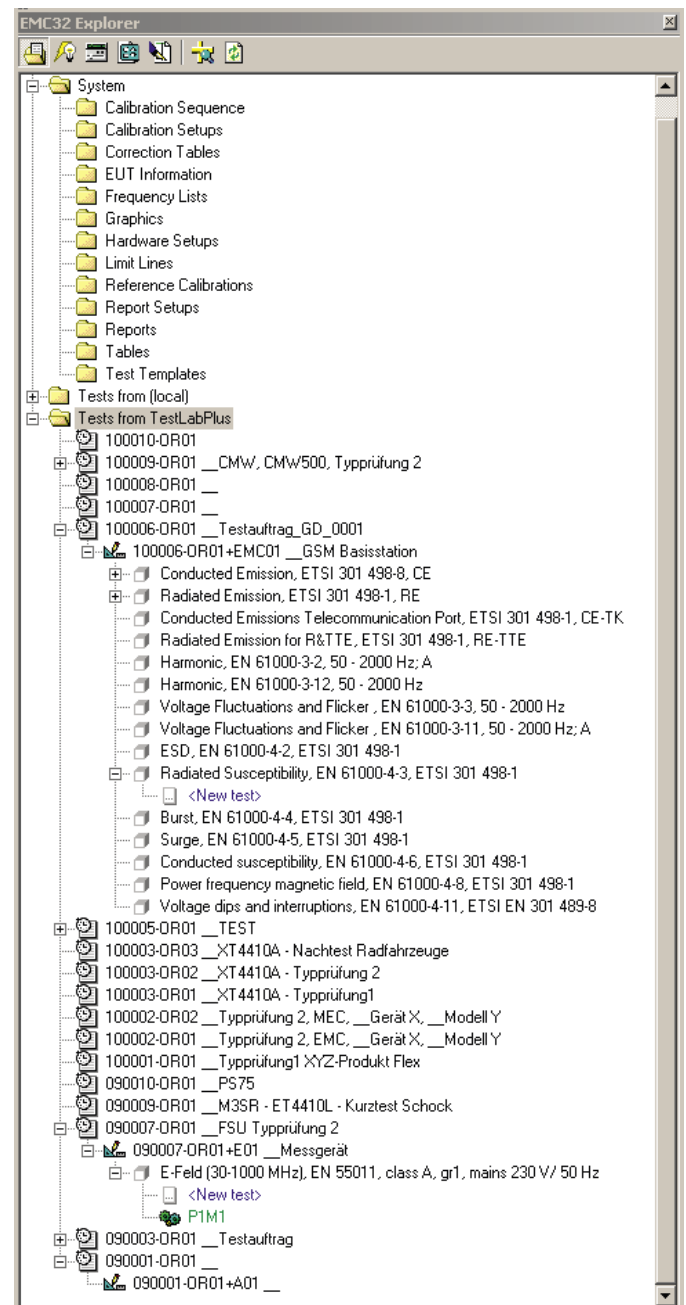 EMC32 Explorer
System
Calibration Sequence
Calibration Setups
Correction Tables
EUT Information
Frequency Lists
Graphics
Hardware Setups
Limit Lines
Reference Calibrations
Report Setups
Reports
Tables
Test Templates
Tests from (local)
Tests from TestLabPlus
100010-OR01
100009-OR01 __CMW, CMW500, Typprüfung 2
100008-OR01 __
100007-OR01 __
100006-OR01 __Testauftrag_GD_0001
100006-OR01+EMC01 __GSM Basisstation
Conducted Emission, ETSI 301 498-8, CE
Radiated Emission, ETSI 301 498-1, RE
Conducted Emissions Telecommunication Port, ETSI 301 498-1, CE-TK
Radiated Emission for R&TTE, ETSI 301 498-1, RE-TTE
Harmonic, EN 61000-3-2, 50 - 2000 Hz; A
Harmonic, EN 61000-3-12, 50 - 2000 Hz
Voltage Fluctuations and Flicker , EN 61000-3-3, 50 - 2000 Hz
Voltage Fluctuations and Flicker , EN 61000-3-11, 50 - 2000 Hz; A
ESD, EN 61000-4-2, ETSI 301 498-1
Radiated Susceptibility, EN 61000-4-3, ETSI 301 498-1
<New test>
Burst, EN 61000-4-4, ETSI 301 498-1
Surge, EN 61000-4-5, ETSI 301 498-1
Conducted susceptibility, EN 61000-4-6, ETSI 301 498-1
Power frequency magnetic field, EN 61000-4-8, ETSI 301 498-1
Voltage dips and interruptions, EN 61000-4-11, ETSI EN 301 489-8
100005-OR01 __TEST
100003-OR03 __XT4410A - Nachtest Radfahrzeuge
100003-OR02 __XT4410A - Typprüfung 2
100003-OR01 __XT4410A - Typprüfung1
100002-OR02 __Typprüfung 2, MEC, __Gerät X, __Modell Y
100002-OR01 __Typprüfung 2, EMC, __Gerät X, __Modell Y
100001-OR01 __Typprüfung1 XYZ-Produkt Flex
090010-OR01 __PS75
090009-OR01 __M3SR - ET4410L - Kurztest Schock
090007-OR01 __FSU Typprüfung 2
090007-OR01+E01 __Messgerät
E-Feld (30-1000 MHz), EN 55011, class A, gr1, mains 230 V/ 50 Hz
<New test>
P1M1
090003-OR01 __Testauftrag
090001-OR01 __
090001-OR01+A01 __